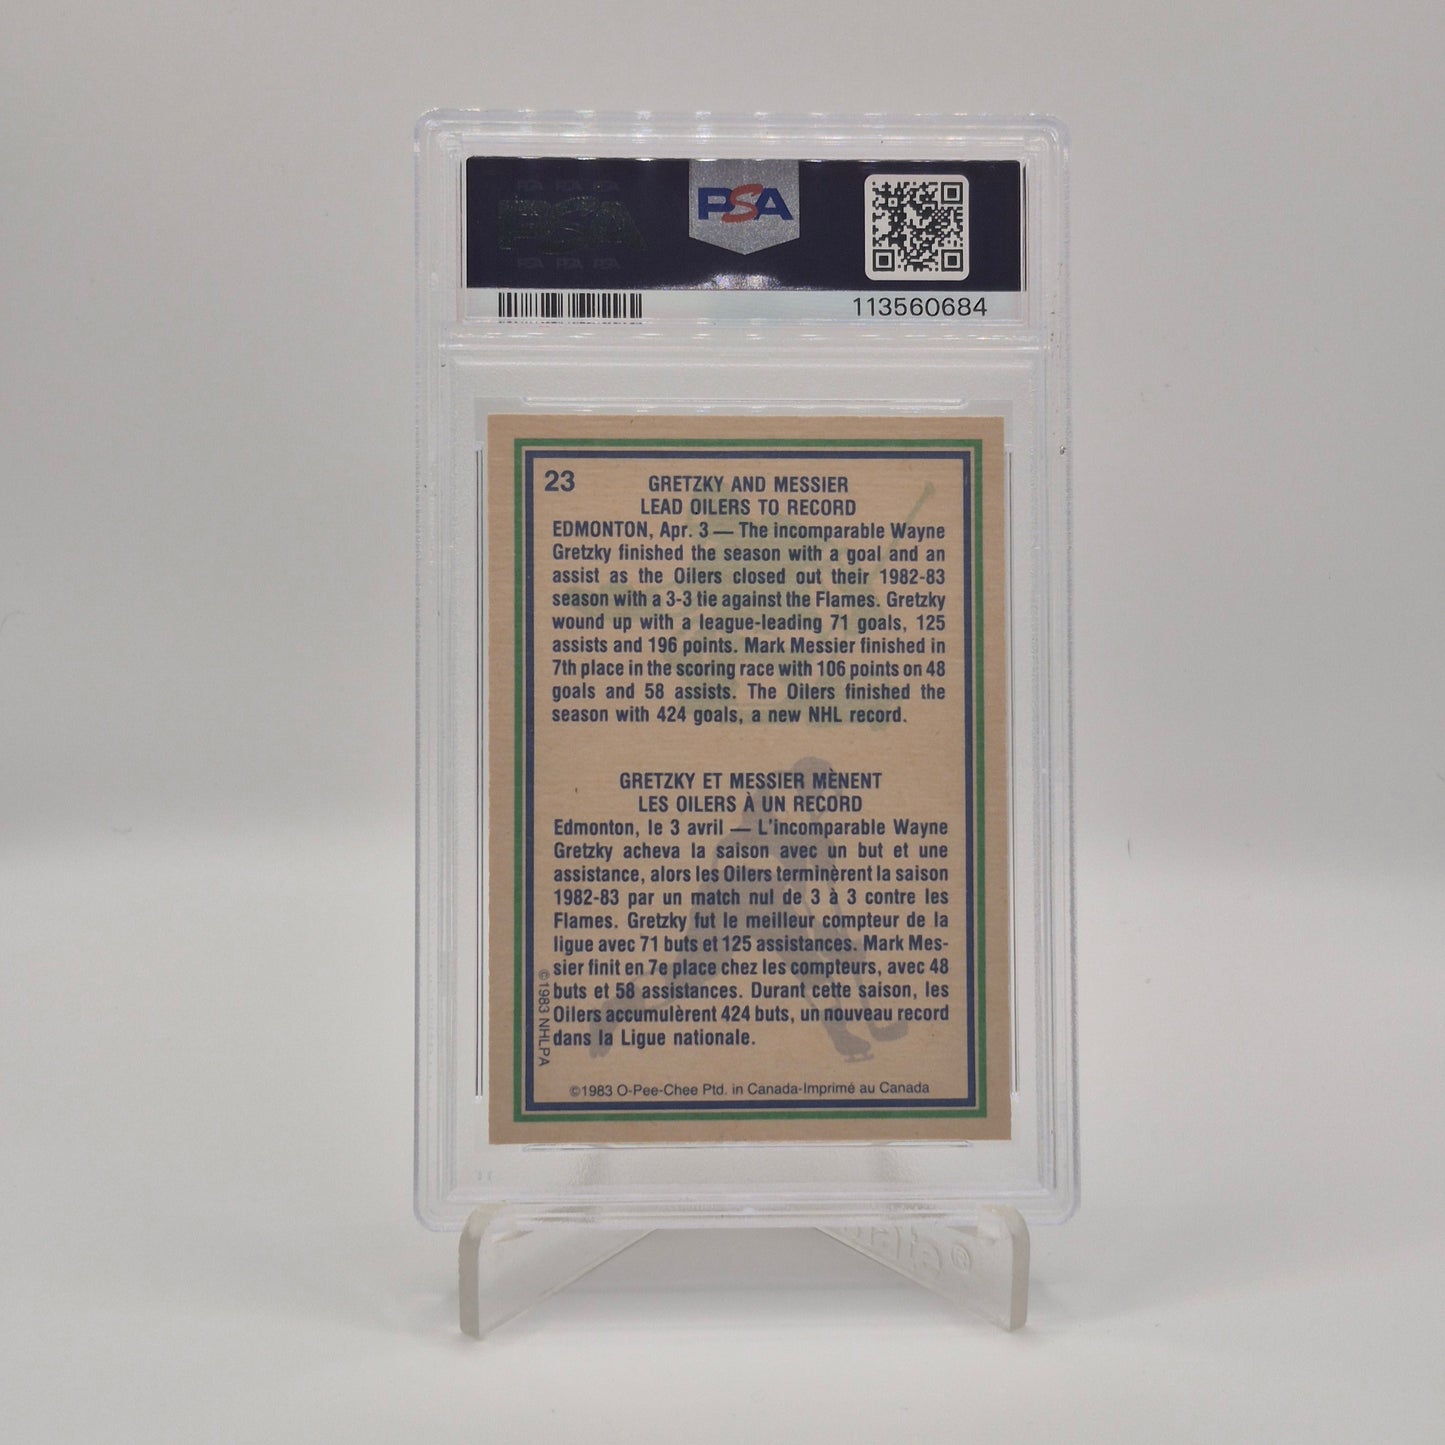 PSA PSA PSA
PSA
PSA PSA PSA
PSA
113560684
23
GRETZKY AND MESSIER
LEAD OILERS TO RECORD
EDMONTON, Apr. 3 — The incomparable Wayne
Gretzky finished the season with a goal and an
assist as the Oilers closed out their 1982-83
season with a 3-3 tie against the Flames. Gretzky
wound up with a league-leading 71 goals, 125
assists and 196 points. Mark Messier finished in
7th place in the scoring race with 106 points on 48
goals and 58 assists. The Oilers finished the
season with 424 goals, a new NHL record.
GRETZKY ET MESSIER MÈNENT
LES OILERS À UN RECORD
Edmonton, le 3 avril — L'incomparable Wayne
Gretzky acheva la saison avec un but et une
assistance, alors les Oilers terminèrent la saison
1982-83 par un match nul de 3 à 3 contre les
Flames. Gretzky fut le meilleur compteur de la
ligue avec 71 buts et 125 assistances. Mark Mes-
sier finit en 7e place chez les compteurs, avec 48
buts et 58 assistances. Durant cette saison, les
Oilers accumulèrent 424 buts, un nouveau record
dans la Ligue nationale.
©1983 NHLPA
©1983 O-Pee-Chee Ptd. in Canada-Imprimé au Canada